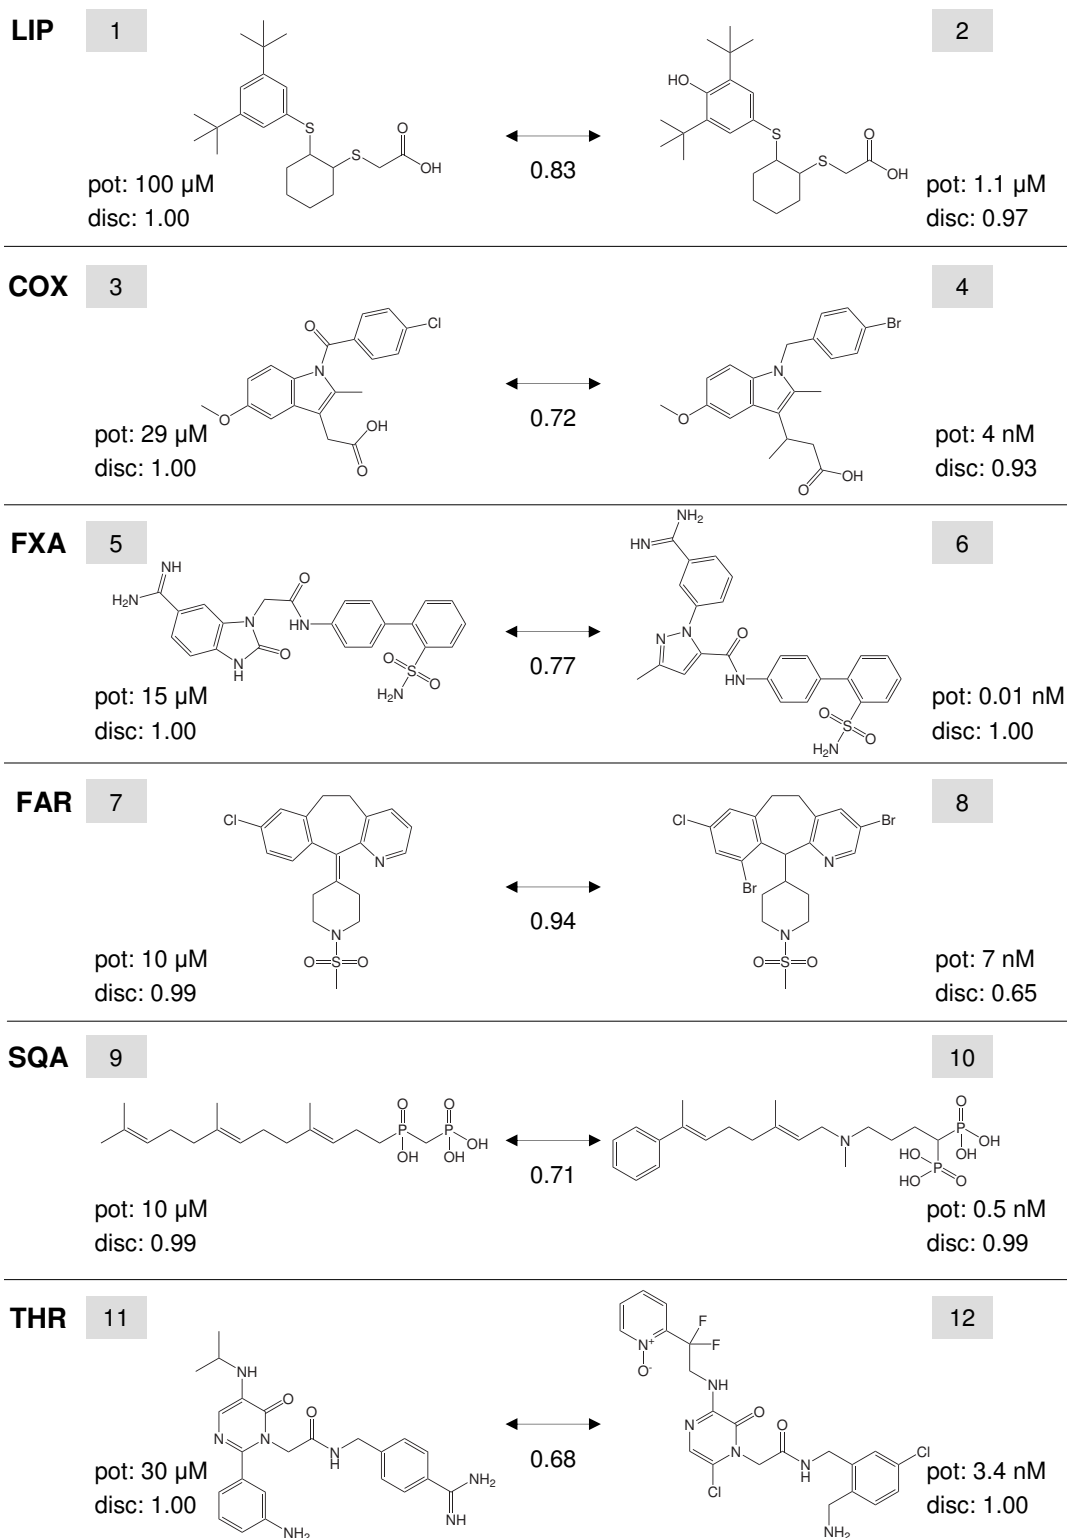 LIP 1 2
HO
S S O OH
S S O OH
0.83
pot: 100 µM
disc: 1.00
pot: 1.1 µM
disc: 0.97
COX 3 4
O Cl N O OH O
Br N O O OH
0.72
pot: 29 µM
disc: 1.00
pot: 4 nM
disc: 0.93
FXA 5 6
NH H₂N O N HN N H O O S O H₂N
NH₂ HN N N O HN O S O H₂N
0.77
pot: 15 µM
disc: 1.00
pot: 0.01 nM
disc: 1.00
FAR 7 8
Cl N N O=S=O
Cl Br N Br N O=S=O
0.94
pot: 10 µM
disc: 0.99
pot: 7 nM
disc: 0.65
SQA 9 10
O O P P OH OH OH
N O P OH OH HO P HO O
0.71
pot: 10 µM
disc: 0.99
pot: 0.5 nM
disc: 0.99
THR 11 12
NH O N N O N H NH₂ NH NH₂
F F N⁺ O⁻ NH N O N O N H Cl Cl NH₂
0.68
pot: 30 µM
disc: 1.00
pot: 3.4 nM
disc: 1.00